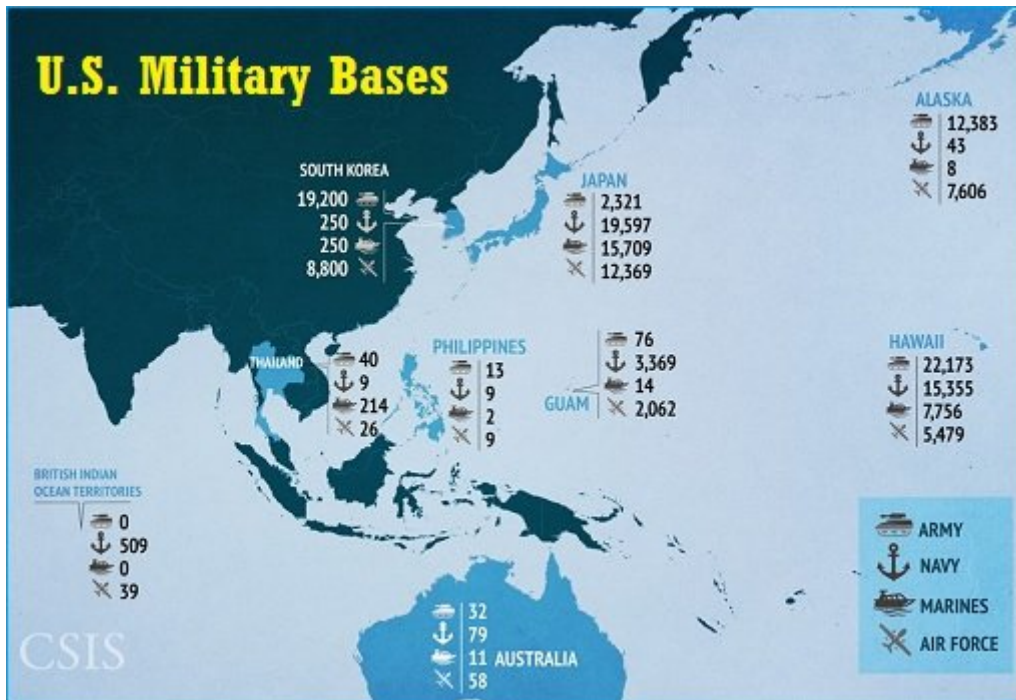 U.S. Military Bases
ALASKA
12,383
43
8
7,606
SOUTH KOREA
19,200
250
250
8,800
JAPAN
2,321
19,597
15,709
12,369
THAILAND
40
9
214
26
PHILIPPINES
13
9
2
9
GUAM
76
3,369
14
2,062
HAWAII
22,173
15,355
7,756
5,479
BRITISH INDIAN
OCEAN TERRITORIES
0
509
0
39
AUSTRALIA
32
79
11
58
ARMY
NAVY
MARINES
AIR FORCE
CSIS